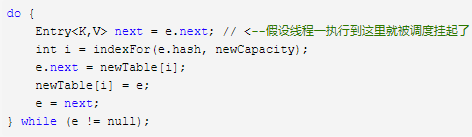 do {
    Entry<K,V> next = e.next; // <--假设线程一执行到这里就被调度挂起了
    int i = indexFor(e.hash, newCapacity);
    e.next = newTable[i];
    newTable[i] = e;
    e = next;
} while (e != null);